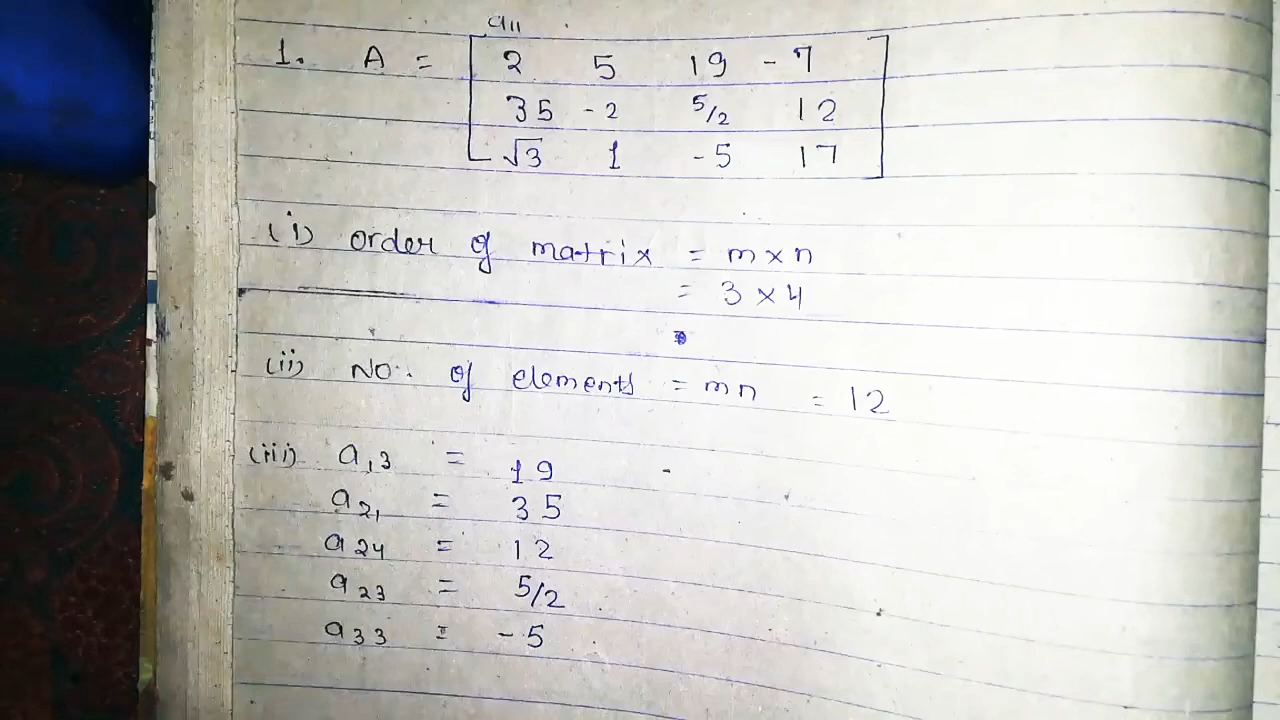 a11
1. A = [ 2 5 19 -7
35 -2 5/2 12
√3 1 -5 17 ]
(i) order of matrix = m×n
= 3×4
(ii) No. of elements = mn = 12
(iii) a13 = 19
a21 = 35
a24 = 12
a23 = 5/2
a33 = -5